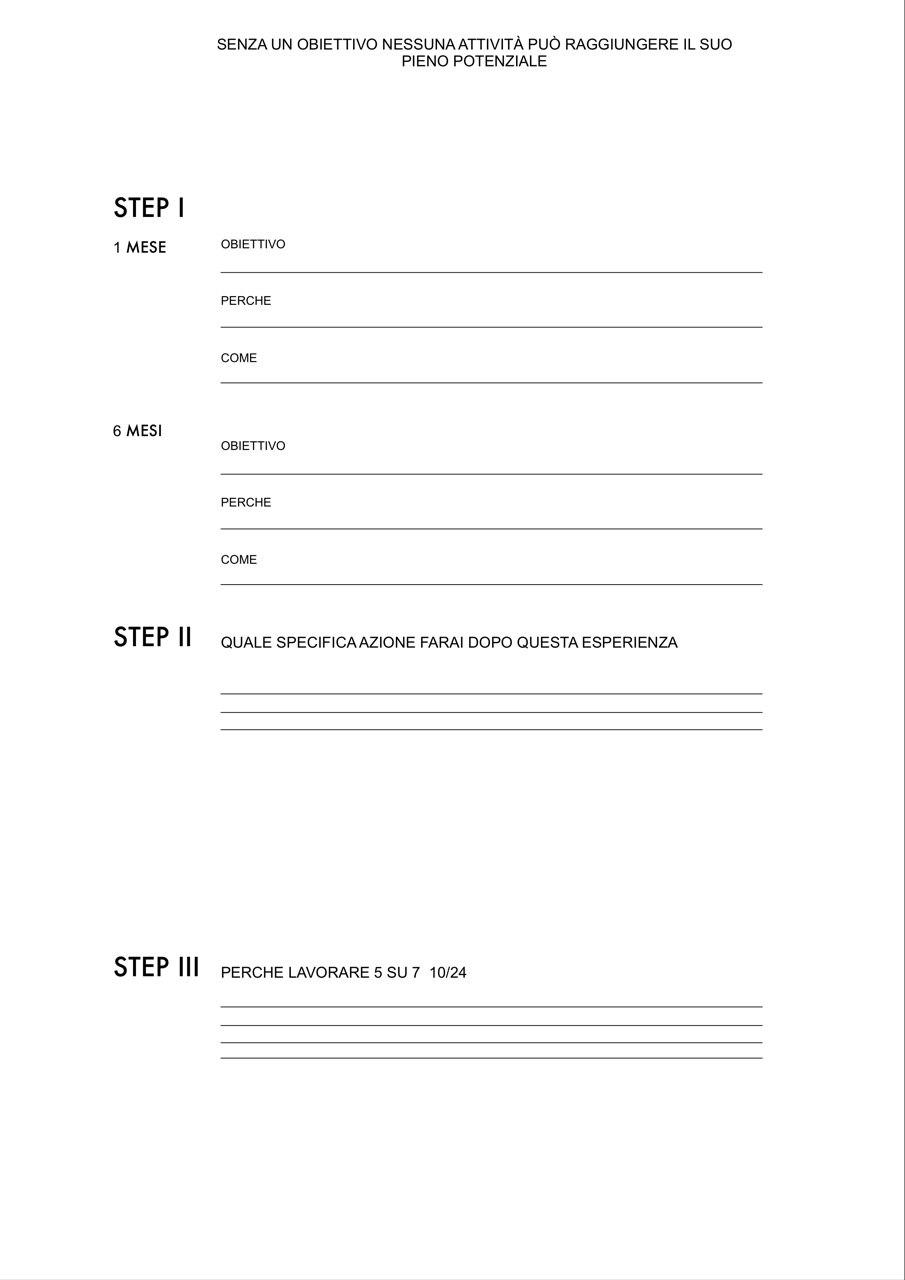 SENZA UN OBIETTIVO NESSUNA ATTIVITÀ PUÒ RAGGIUNGERE IL SUO
PIENO POTENZIALE
STEP I
1 MESE
OBIETTIVO
PERCHE
COME
6 MESI
OBIETTIVO
PERCHE
COME
STEP II
QUALE SPECIFICA AZIONE FARAI DOPO QUESTA ESPERIENZA
STEP III
PERCHE LAVORARE 5 SU 7  10/24